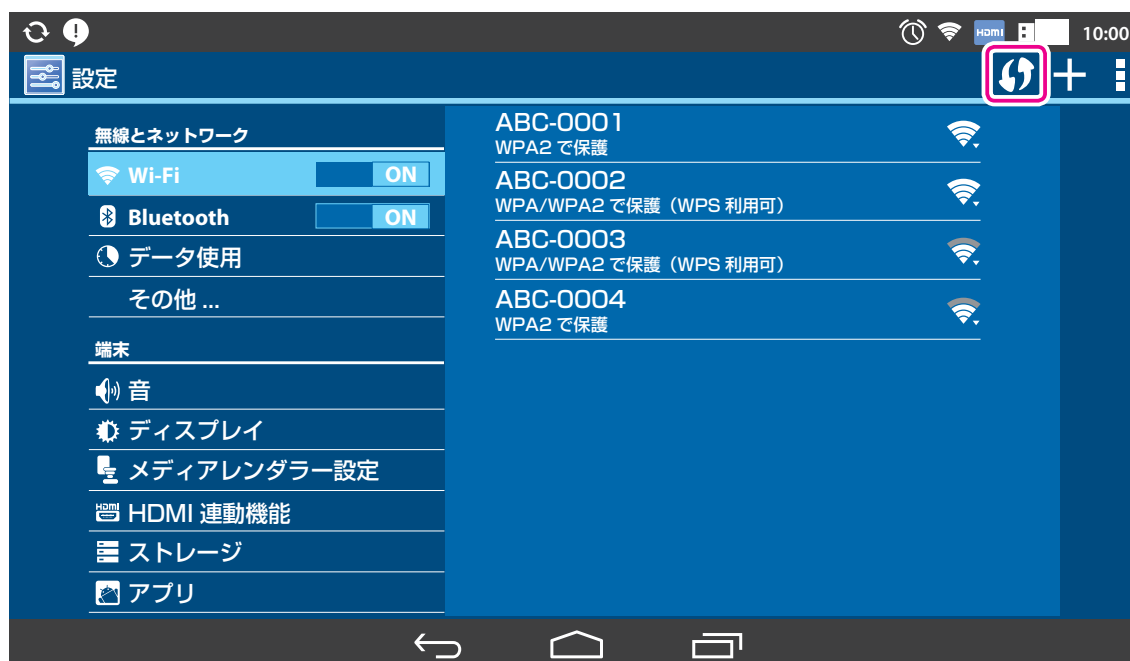 HDMI
10:00
設定
無線とネットワーク
Wi-Fi ON
Bluetooth ON
データ使用
その他 ...
端末
音
ディスプレイ
メディアレンダラー設定
HDMI HDMI 連動機能
ストレージ
アプリ
ABC-0001
WPA2 で保護
ABC-0002
WPA/WPA2 で保護（WPS 利用可）
ABC-0003
WPA/WPA2 で保護（WPS 利用可）
ABC-0004
WPA2 で保護